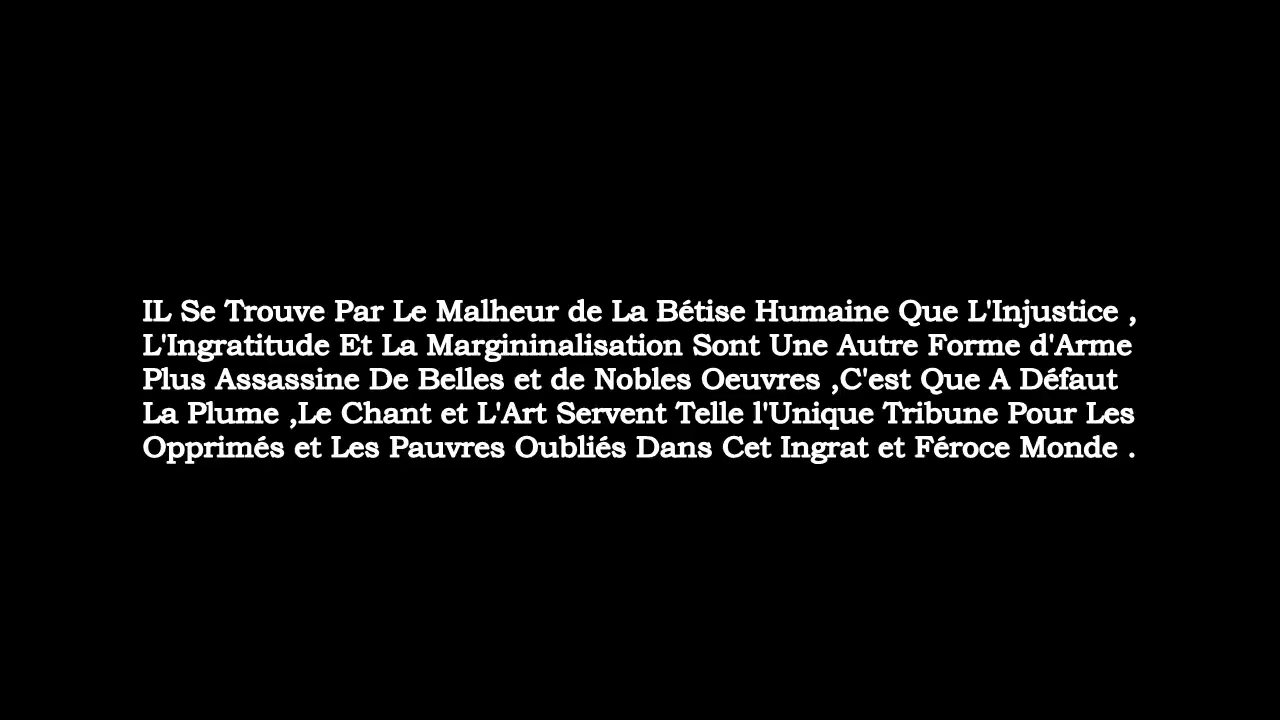 IL Se Trouve Par Le Malheur de La Bétise Humaine Que L'Injustice ,
L'Ingratitude Et La Margininalisation Sont Une Autre Forme d'Arme
Plus Assassine De Belles et de Nobles Oeuvres ,C'est Que A Défaut
La Plume ,Le Chant et L'Art Servent Telle l'Unique Tribune Pour Les
Opprimés et Les Pauvres Oubliés Dans Cet Ingrat et Féroce Monde .